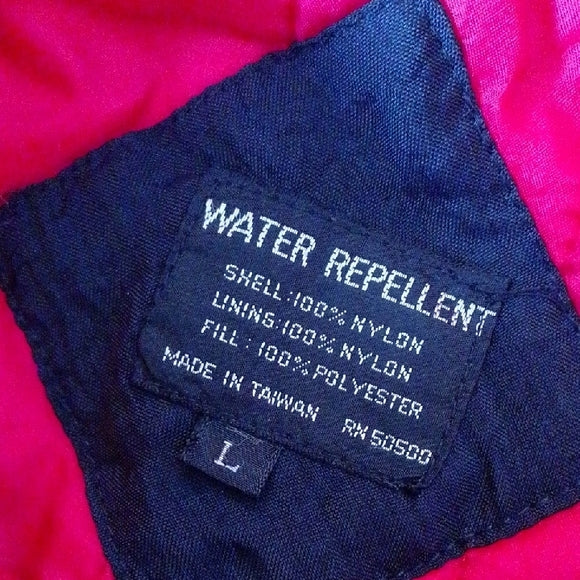 WATER REPELLENT
SHELL:100% NYLON
LINING:100% NYLON
FILL: 100% POLYESTER
MADE IN TAIWAN RN 50500
L